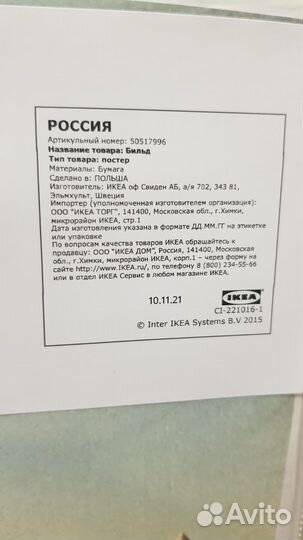 РОССИЯ
Артикульный номер: 50517996
Название товара: Бильд
Тип товара: постер
Материалы: Бумага
Сделано в: ПОЛЬША
Изготовитель: ИКЕА оф Свиден АБ, а/я 702, 343 81,
Эльмхульт, Швеция
Импортер (уполномоченная изготовителем организация):
ООО "ИКЕА ТОРГ", 141400, Московская обл., г.Химки,
микрорайон ИКЕА, стр.1
Дата изготовления указана в формате ДД.ММ.ГГ на этикетке
или упаковке
По вопросам качества товаров ИКЕА обращайтесь к
продавцу: ООО "ИКЕА ДОМ", Россия, 141400, Московская
обл., г.Химки, микрорайон ИКЕА, корп.1 – через форму на
сайте http://www.IKEA.ru/, по телефону 8 (800) 234-55-66
или в отдел ИКЕА Сервис в любом магазине ИКЕА.
10.11.21
IKEA
CI-221016-1
© Inter IKEA Systems B.V 2015
Avito